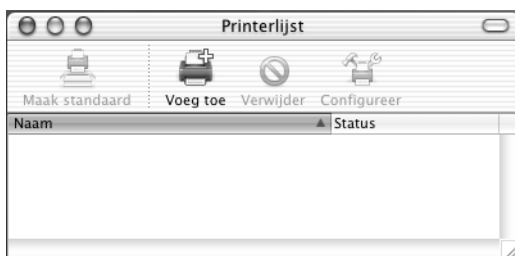 Printerlijst
Maak standaard Voeg toe Verwijder Configureer
Naam Status